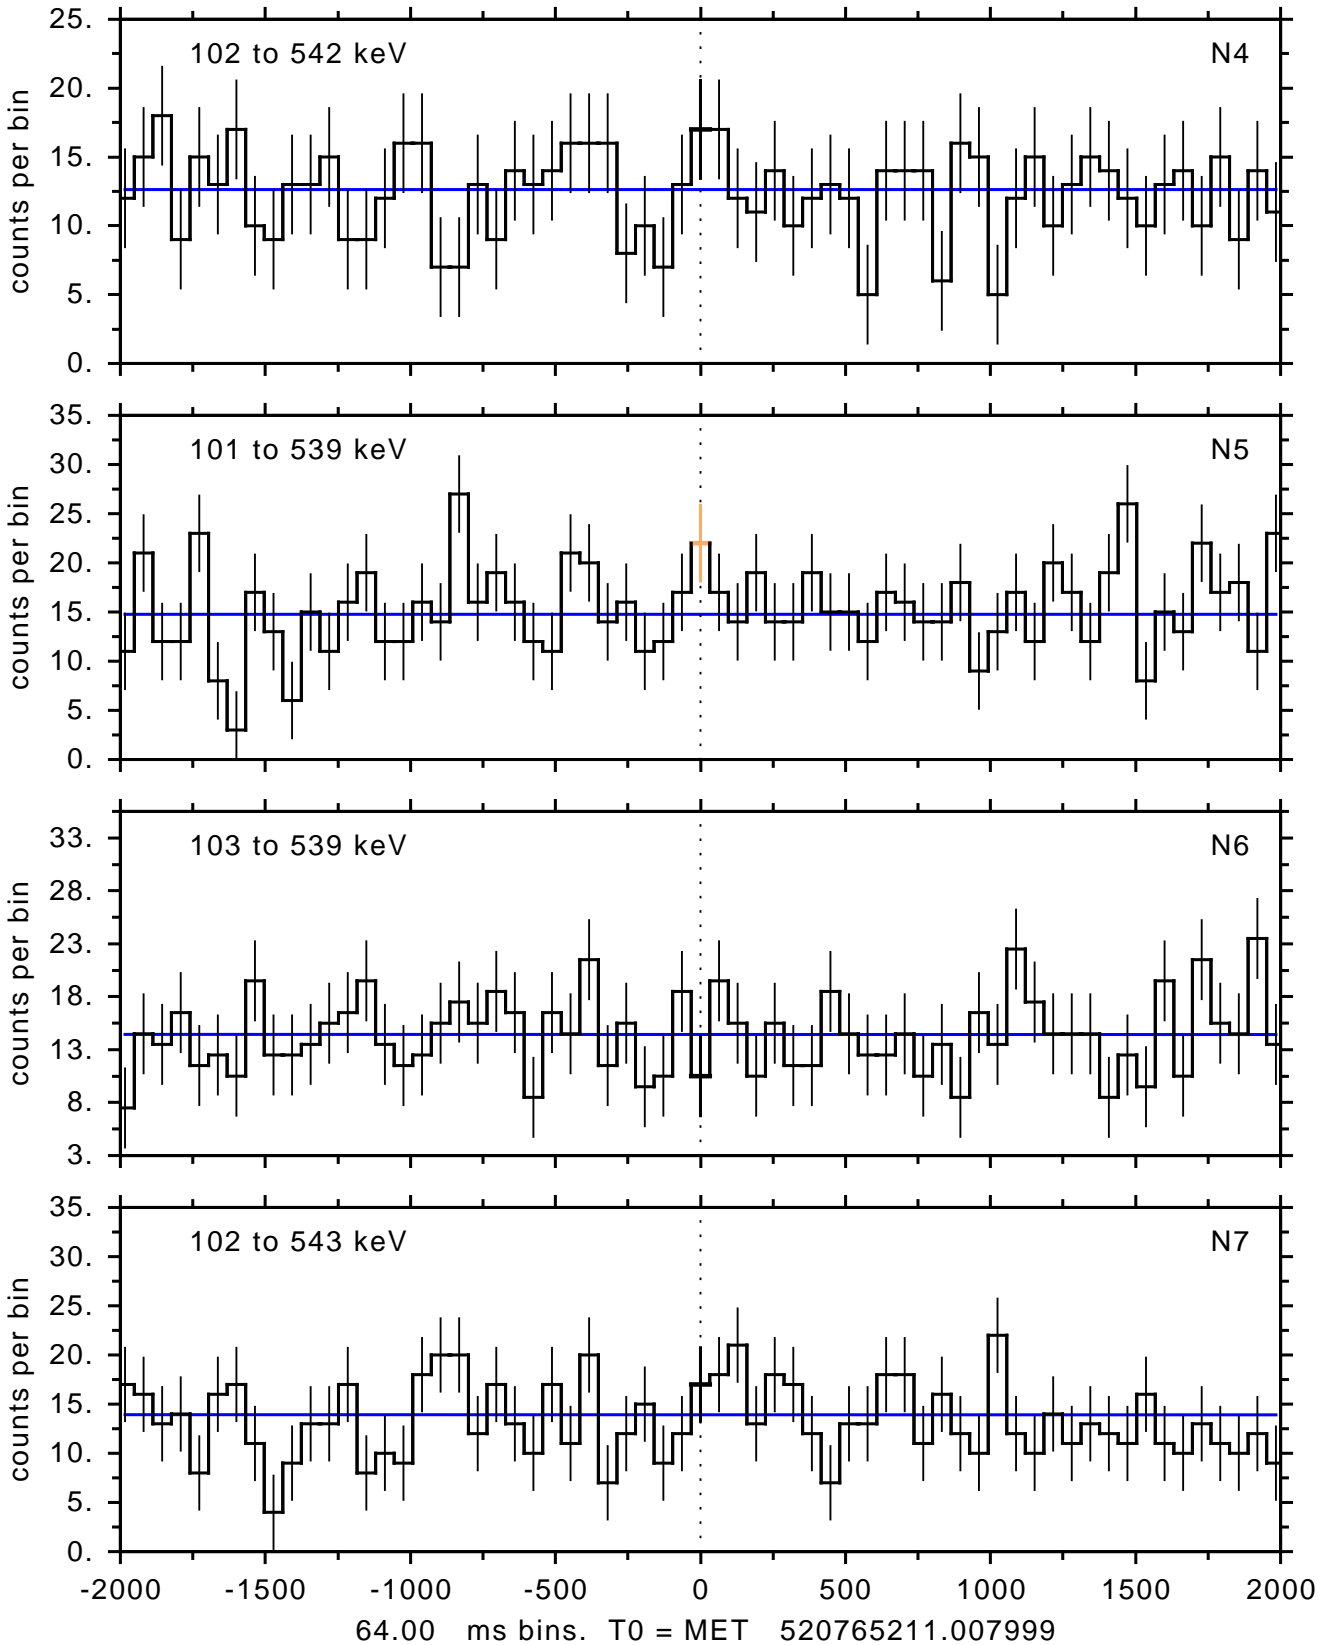 25.
102 to 542 keV N4
20.
15.
10.
5.
0.
counts per bin
35.
101 to 539 keV N5
30.
25.
20.
15.
10.
5.
0.
counts per bin
33.
103 to 539 keV N6
28.
23.
18.
13.
8.
3.
counts per bin
35.
102 to 543 keV N7
30.
25.
20.
15.
10.
5.
0.
counts per bin
-2000 -1500 -1000 -500 0 500 1000 1500 2000
64.00 ms bins. T0 = MET 520765211.007999